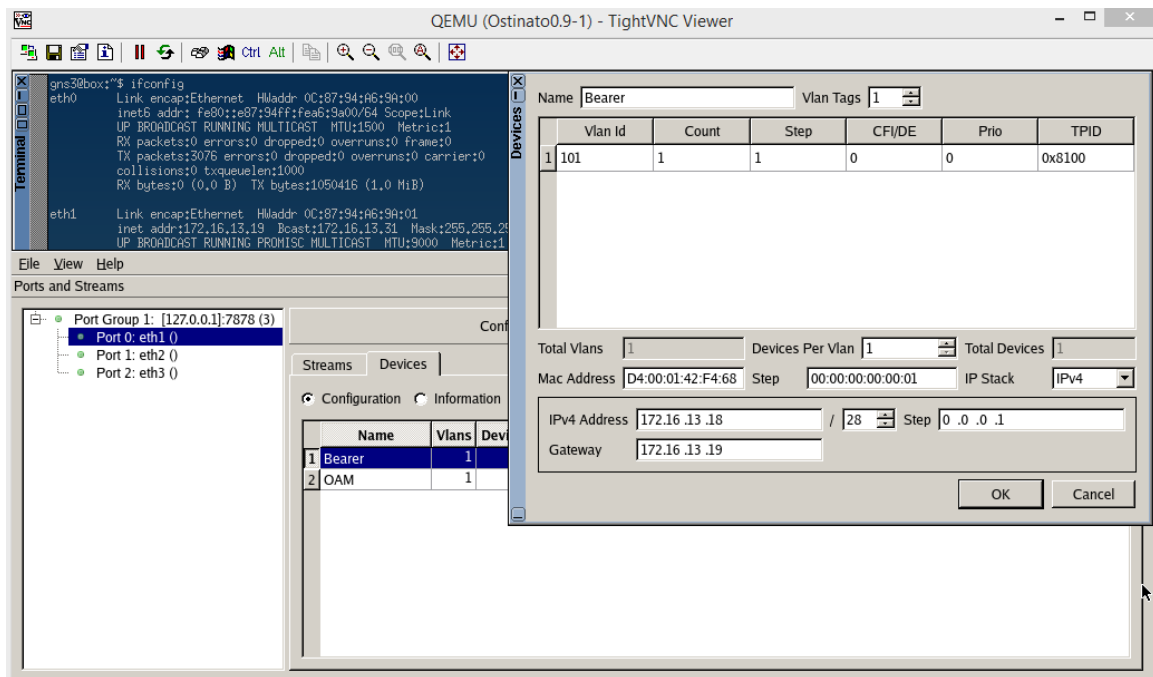 QEMU (Ostinato0.9-1) - TightVNC Viewer
Ctrl Alt
Terminal
gns3@box:~$ ifconfig
eth0 Link encap:Ethernet HWaddr 0C:87:94:A6:9A:00
inet6 addr: fe80::e87:94ff:fea6:9a00/64 Scope:Link
UP BROADCAST RUNNING MULTICAST MTU:1500 Metric:1
RX packets:0 errors:0 dropped:0 overruns:0 frame:0
TX packets:3076 errors:0 dropped:0 overruns:0 carrier:0
collisions:0 txqueuelen:1000
RX bytes:0 (0.0 B) TX bytes:1050416 (1.0 MiB)
eth1 Link encap:Ethernet HWaddr 0C:87:94:A6:9A:01
inet addr:172.16.13.19 Bcast:172.16.13.31 Mask:255.255.25
UP BROADCAST RUNNING PROMISC MULTICAST MTU:9000 Metric:1
File View Help
Ports and Streams
Port Group 1: [127.0.0.1]:7878 (3)
Port 0: eth1 ()
Port 1: eth2 ()
Port 2: eth3 ()
Conf
Streams Devices
Configuration Information
Name Vlans Devi
1 Bearer 1
2 OAM 1
Devices
Name Bearer Vlan Tags 1
Vlan Id Count Step CFI/DE Prio TPID
1 101 1 1 0 0 0x8100
Total Vlans 1 Devices Per Vlan 1 Total Devices 1
Mac Address D4:00:01:42:F4:68 Step 00:00:00:00:00:01 IP Stack IPv4
IPv4 Address 172.16 .13 .18 / 28 Step 0 .0 .0 .1
Gateway 172.16 .13 .19
OK Cancel